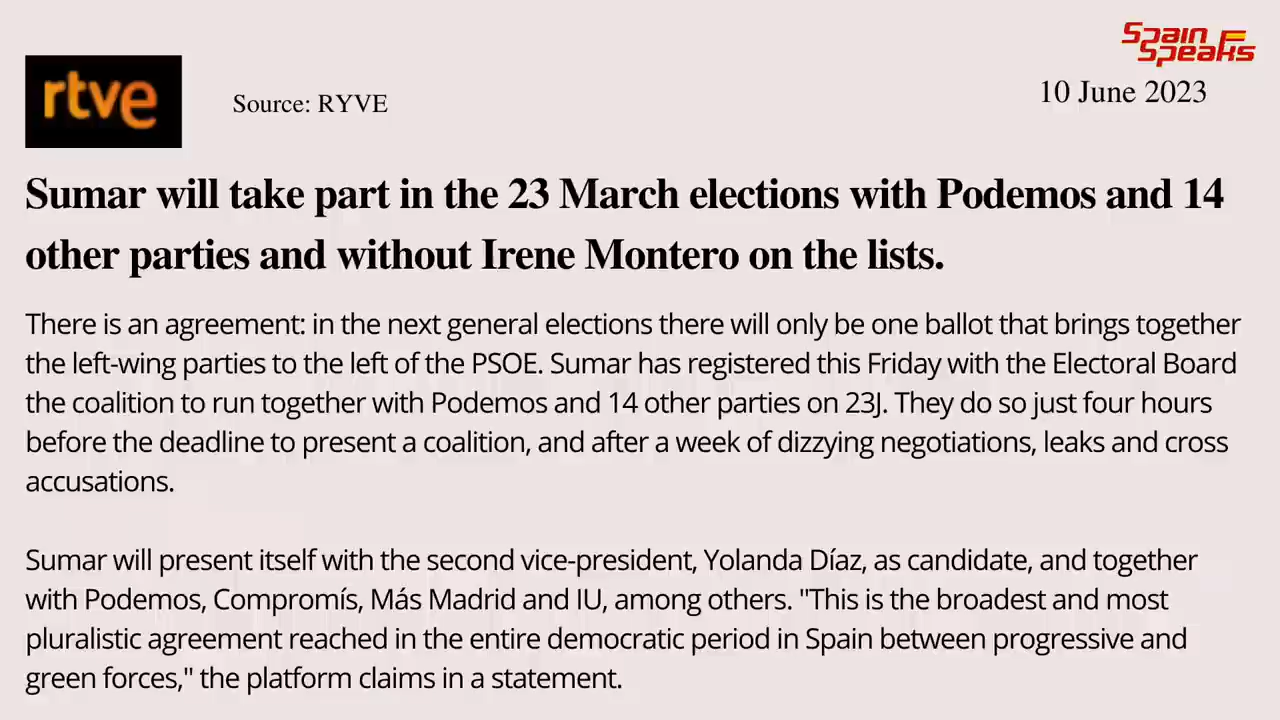 Spain
Speaks
rtve
Source: RYVE
10 June 2023
Sumar will take part in the 23 March elections with Podemos and 14
other parties and without Irene Montero on the lists.
There is an agreement: in the next general elections there will only be one ballot that brings together
the left-wing parties to the left of the PSOE. Sumar has registered this Friday with the Electoral Board
the coalition to run together with Podemos and 14 other parties on 23J. They do so just four hours
before the deadline to present a coalition, and after a week of dizzying negotiations, leaks and cross
accusations.
Sumar will present itself with the second vice-president, Yolanda Díaz, as candidate, and together
with Podemos, Compromís, Más Madrid and IU, among others. "This is the broadest and most
pluralistic agreement reached in the entire democratic period in Spain between progressive and
green forces," the platform claims in a statement.